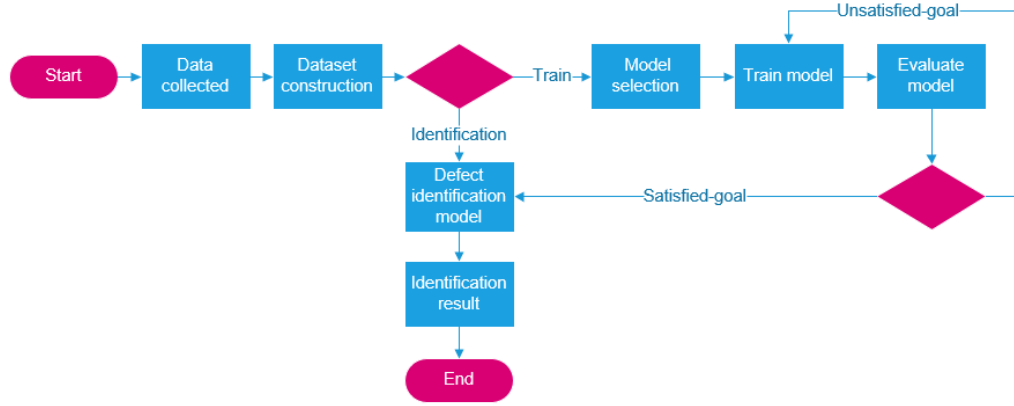 Unsatisfied-goal
Start
Data
collected
Dataset
construction
Train
Model
selection
Train model
Evaluate
model
Identification
Defect
identification
model
Satisfied-goal
Identification
result
End